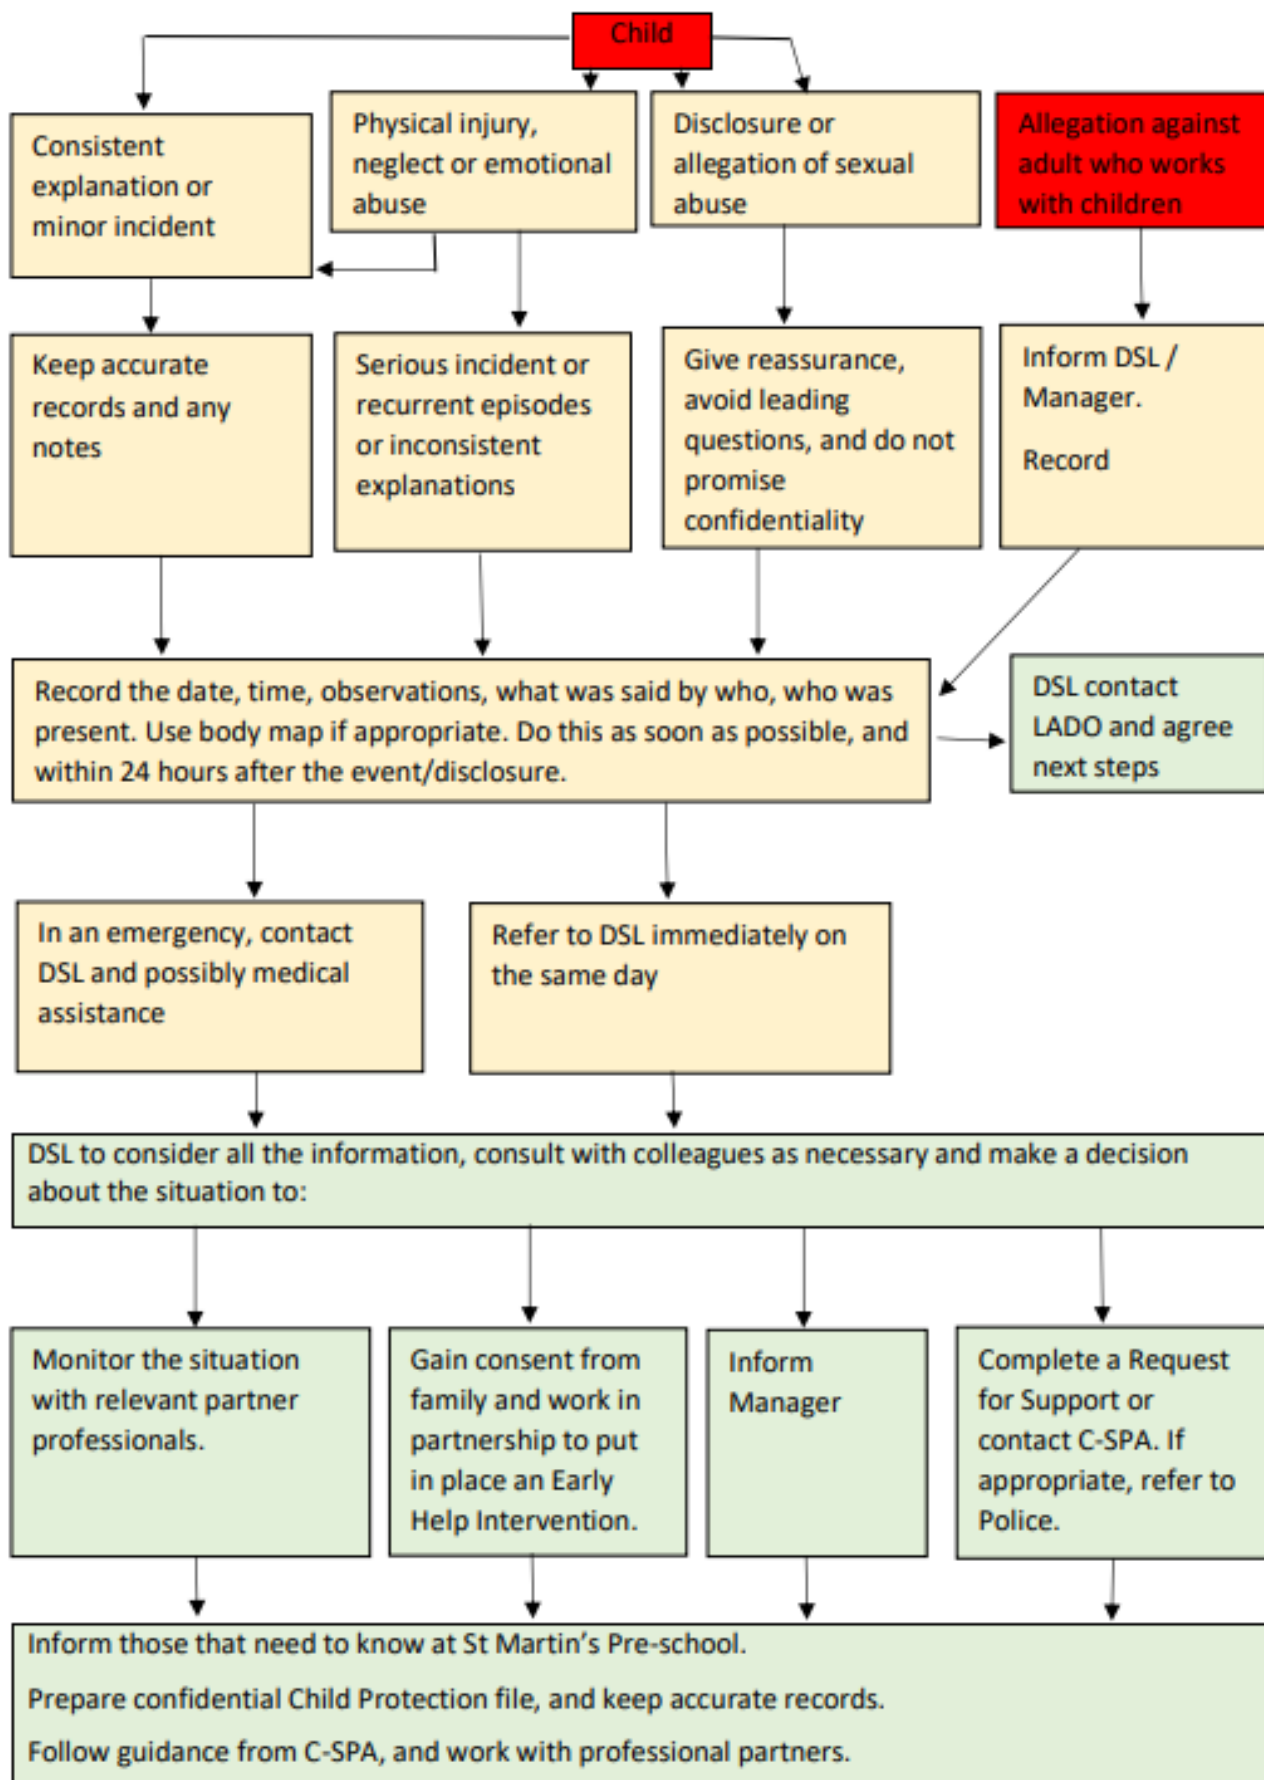 Child
Consistent
explanation or
minor incident
Physical injury,
neglect or emotional
abuse
Disclosure or
allegation of sexual
abuse
Allegation against
adult who works
with children
Keep accurate
records and any
notes
Serious incident or
recurrent episodes
or inconsistent
explanations
Give reassurance,
avoid leading
questions, and do not
promise
confidentiality
Inform DSL /
Manager.
Record
Record the date, time, observations, what was said by who, who was
present. Use body map if appropriate. Do this as soon as possible, and
within 24 hours after the event/disclosure.
DSL contact
LADO and agree
next steps
In an emergency, contact
DSL and possibly medical
assistance
Refer to DSL immediately on
the same day
DSL to consider all the information, consult with colleagues as necessary and make a decision
about the situation to:
Monitor the situation
with relevant partner
professionals.
Gain consent from
family and work in
partnership to put
in place an Early
Help Intervention.
Inform
Manager
Complete a Request
for Support or
contact C-SPA. If
appropriate, refer to
Police.
Inform those that need to know at St Martin’s Pre-school.
Prepare confidential Child Protection file, and keep accurate records.
Follow guidance from C-SPA, and work with professional partners.